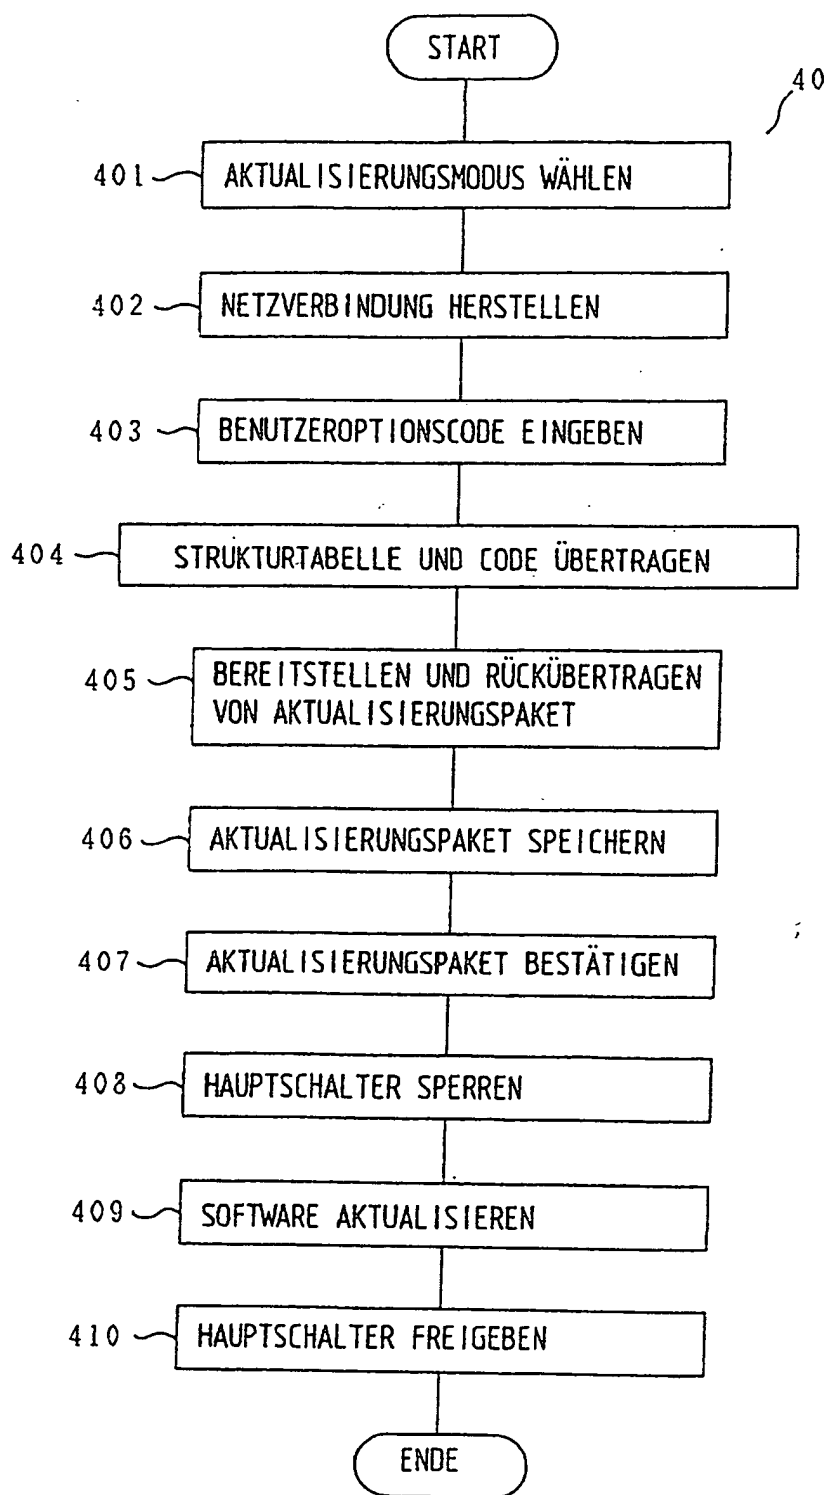 START
40
401 AKTUALISIERUNGSMODUS WÄHLEN
402 NETZVERBINDUNG HERSTELLEN
403 BENUTZEROPTIONSCODE EINGEBEN
404 STRUKTURTABELLE UND CODE ÜBERTRAGEN
405 BEREITSTELLEN UND RÜCKÜBERTRAGEN
VON AKTUALISIERUNGSPAKET
406 AKTUALISIERUNGSPAKET SPEICHERN
407 AKTUALISIERUNGSPAKET BESTÄTIGEN
408 HAUPTSCHALTER SPERREN
409 SOFTWARE AKTUALISIEREN
410 HAUPTSCHALTER FREIGEBEN
ENDE